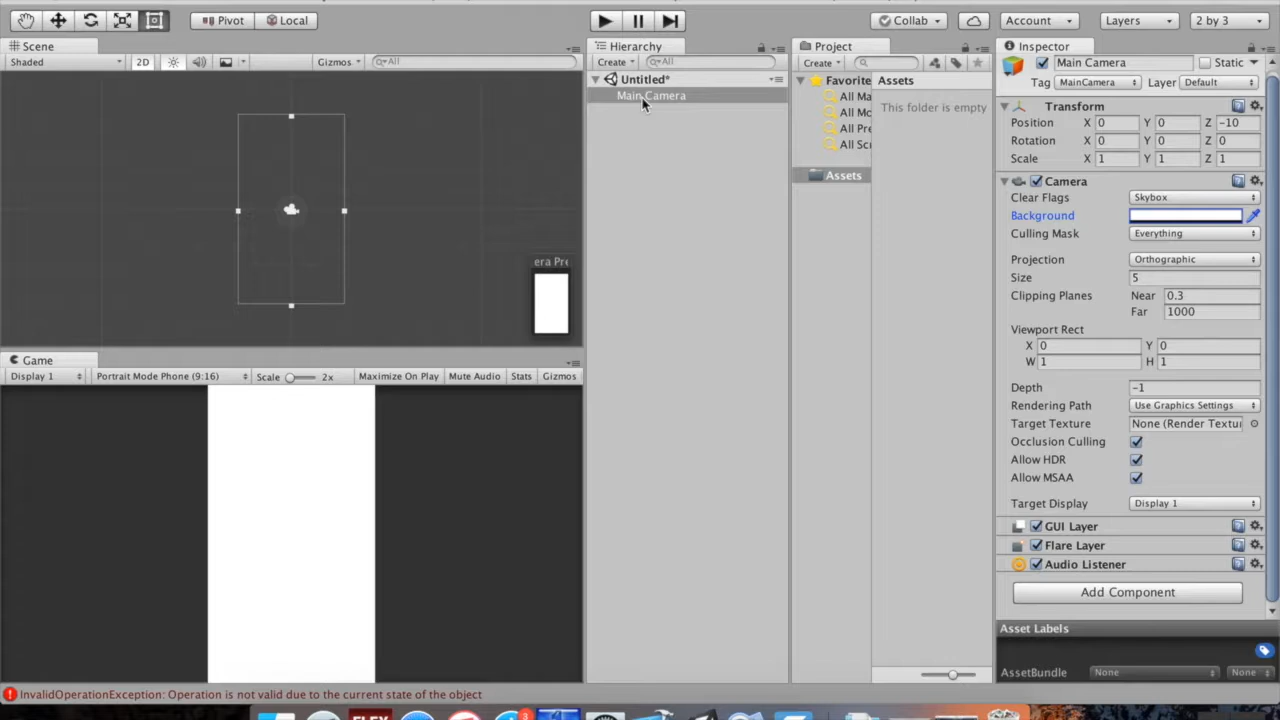 Pivot Local Collab Account Layers 2 by 3
Scene
Shaded 2D Gizmos All
era Pre
Game
Display 1 Portrait Mode Phone (9:16) Scale 2x Maximize On Play Mute Audio Stats Gizmos
Hierarchy
Create All
Untitled*
Main Camera
Project
Create
Favorite
All Ma
All Mo
All Pre
All Scr
Assets
Assets
This folder is empty
Inspector
Main Camera Static
Tag MainCamera Layer Default
Transform
Position X 0 Y 0 Z -10
Rotation X 0 Y 0 Z 0
Scale X 1 Y 1 Z 1
Camera
Clear Flags Skybox
Background
Culling Mask Everything
Projection Orthographic
Size 5
Clipping Planes Near 0.3
Far 1000
Viewport Rect
X 0 Y 0
W 1 H 1
Depth -1
Rendering Path Use Graphics Settings
Target Texture None (Render Textu
Occlusion Culling
Allow HDR
Allow MSAA
Target Display Display 1
GUI Layer
Flare Layer
Audio Listener
Add Component
Asset Labels
AssetBundle None None
InvalidOperationException: Operation is not valid due to the current state of the object
FLEX 3